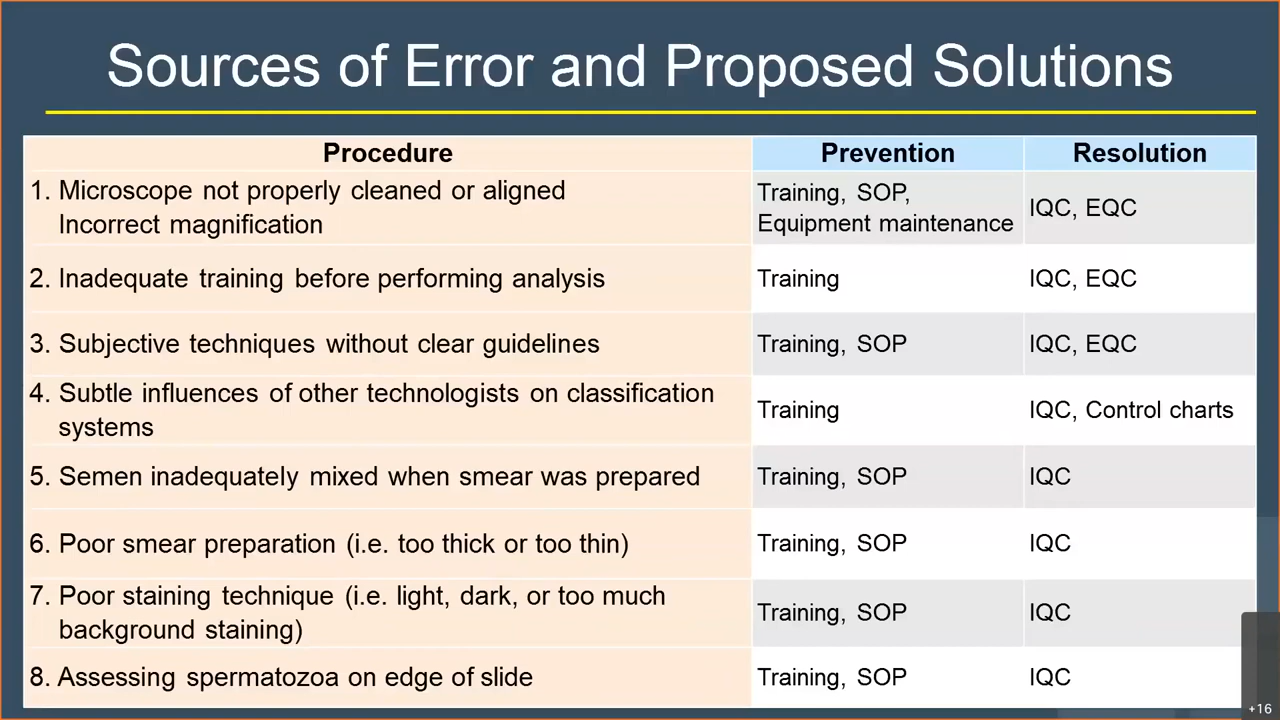 Sources of Error and Proposed Solutions
Procedure Prevention Resolution
1. Microscope not properly cleaned or aligned
Incorrect magnification
Training, SOP,
Equipment maintenance
IQC, EQC
2. Inadequate training before performing analysis
Training
IQC, EQC
3. Subjective techniques without clear guidelines
Training, SOP
IQC, EQC
4. Subtle influences of other technologists on classification
systems
Training
IQC, Control charts
5. Semen inadequately mixed when smear was prepared
Training, SOP
IQC
6. Poor smear preparation (i.e. too thick or too thin)
Training, SOP
IQC
7. Poor staining technique (i.e. light, dark, or too much
background staining)
Training, SOP
IQC
8. Assessing spermatozoa on edge of slide
Training, SOP
IQC
+16